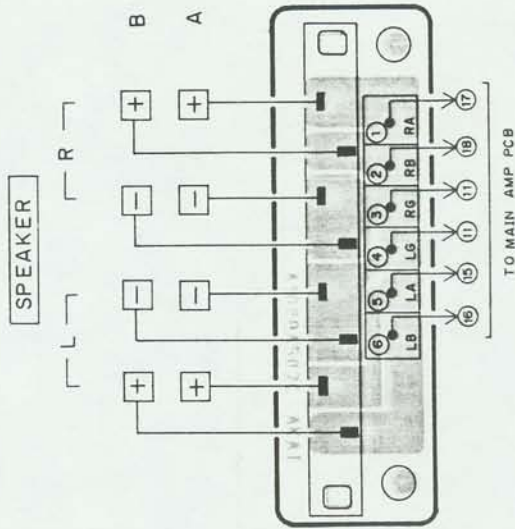 SPEAKER
L R
+ − − + B
+ − − + A
6 5 4 3 2 1
LB LA LG RG RB RA
16 15 11 11 18 17
TO MAIN AMP PCB
AKAI